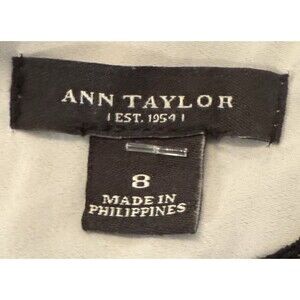 ANN TAYLOR
| EST. 1954 |
8
MADE IN
PHILIPPINES